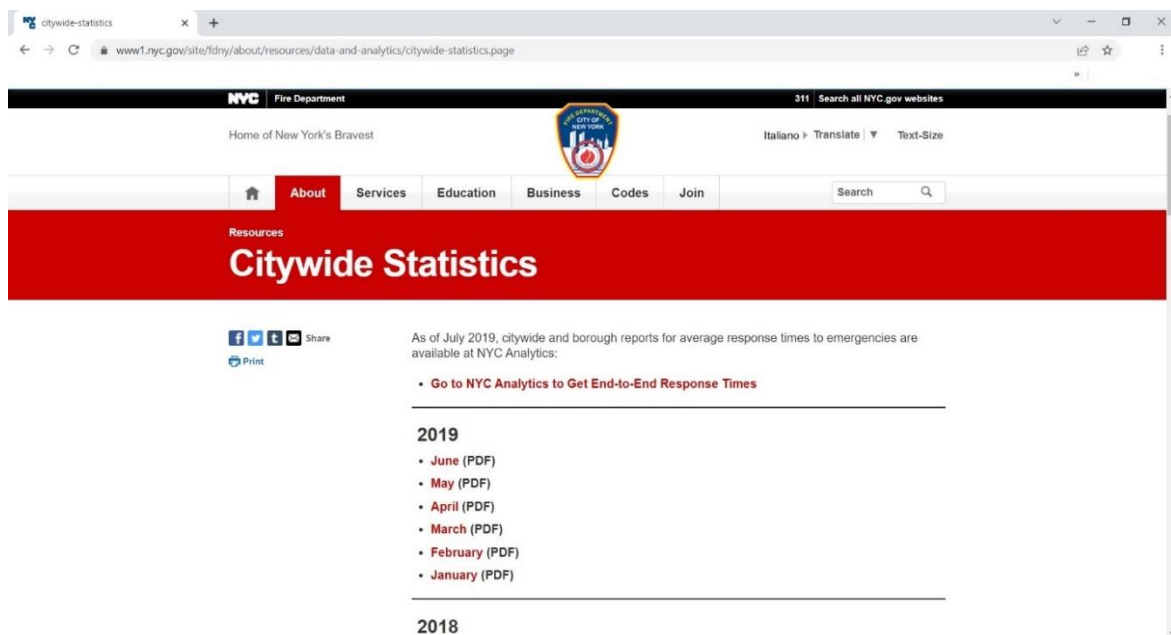 citywide-statistics
www1.nyc.gov/site/fdny/about/resources/data-and-analytics/citywide-statistics.page
NYC Fire Department 311 Search all NYC.gov websites
Home of New York's Bravest
FIRE DEPARTMENT
CITY OF
NEW YORK
Italiano Translate Text-Size
About Services Education Business Codes Join Search
Resources
Citywide Statistics
Share
Print
As of July 2019, citywide and borough reports for average response times to emergencies are
available at NYC Analytics:
• Go to NYC Analytics to Get End-to-End Response Times
2019
• June (PDF)
• May (PDF)
• April (PDF)
• March (PDF)
• February (PDF)
• January (PDF)
2018